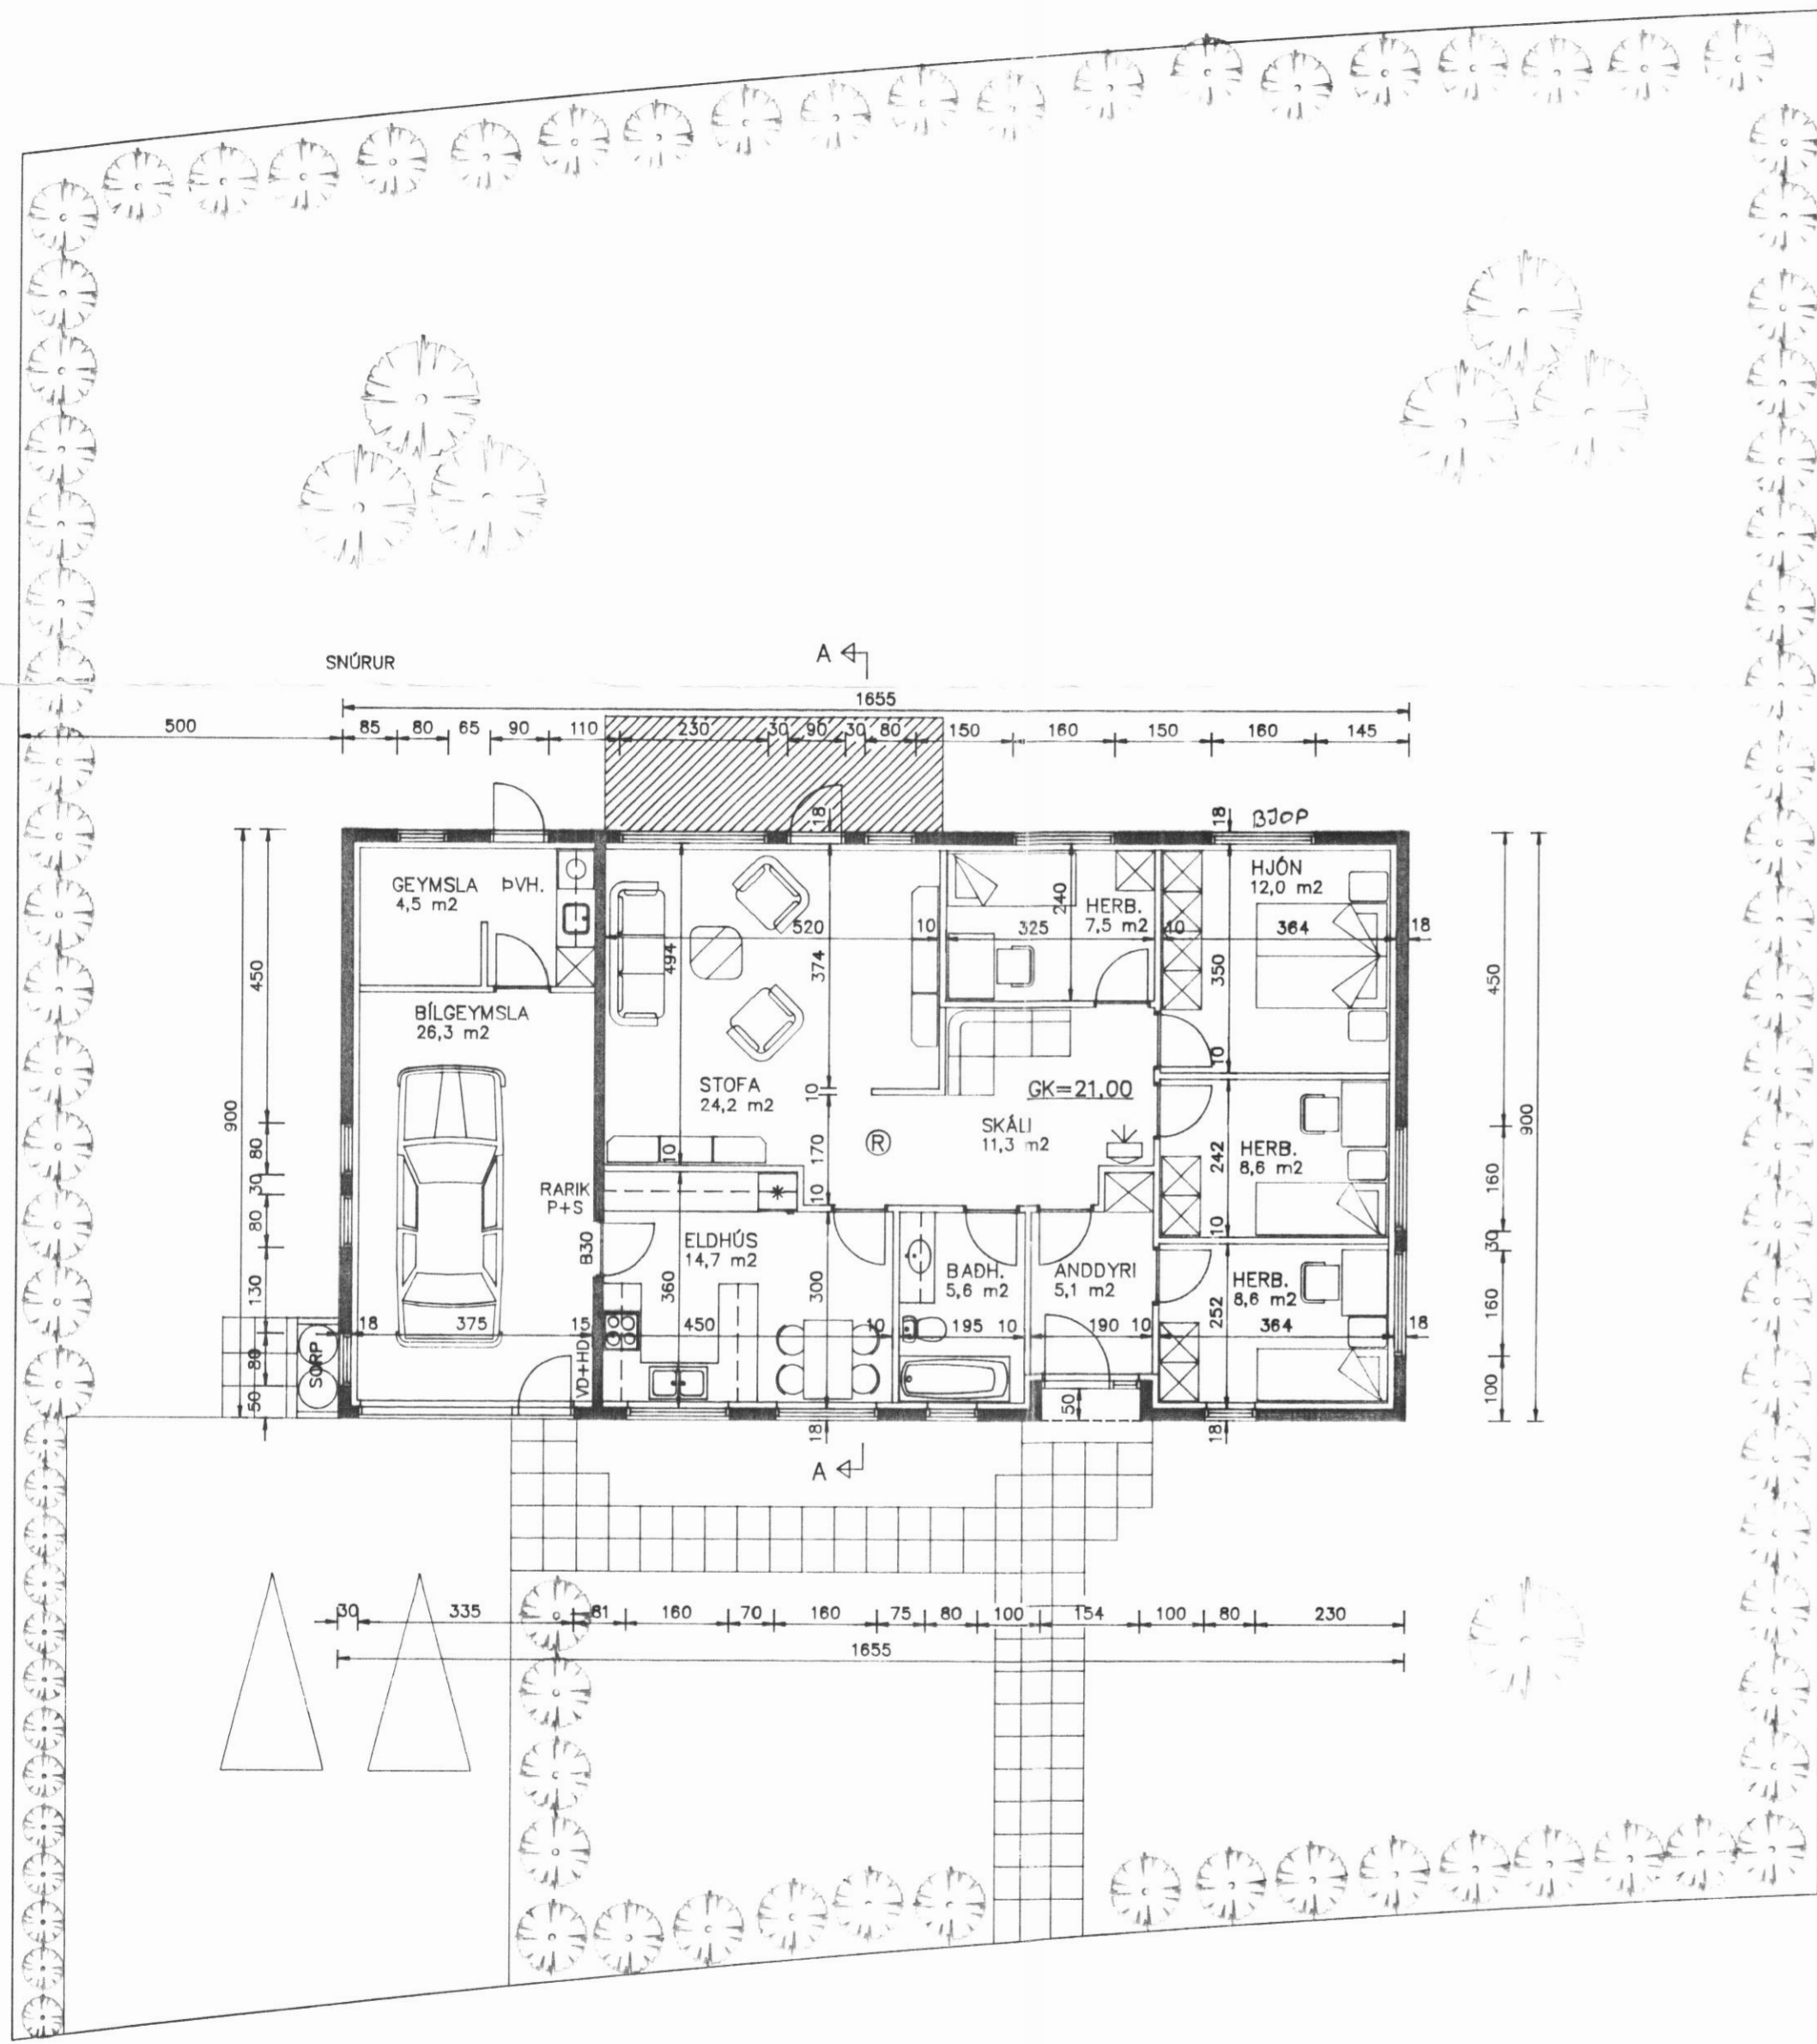 SNÚRUR
A
1655
500
85 80 65 90 110 230 30 90 30 80 150 160 150 160 145
18
18
BJOP
GEYMSLA ÞVH.
4,5 m2
HJÓN
12,0 m2
HERB.
7,5 m2
240
520
10
325
10
364
18
494
374
350
450
900
450
900
BÍLGEYMSLA
26,3 m2
STOFA
24,2 m2
10
GK=21,00
10
SKÁLI
11,3 m2
R
170
10
10
80
30
80
130
80
50
RARIK
P+S
B30
ELDHÚS
14,7 m2
360
300
BAÐH.
5,6 m2
ANDDYRI
5,1 m2
HERB.
8,6 m2
242
10
HERB.
8,6 m2
252
160
30
160
100
18
375
15
450
10
195
10
190
10
364
18
SORP
VD+HD
50
18
18
A
30 335 81 160 70 160 75 80 100 154 100 80 230
1655